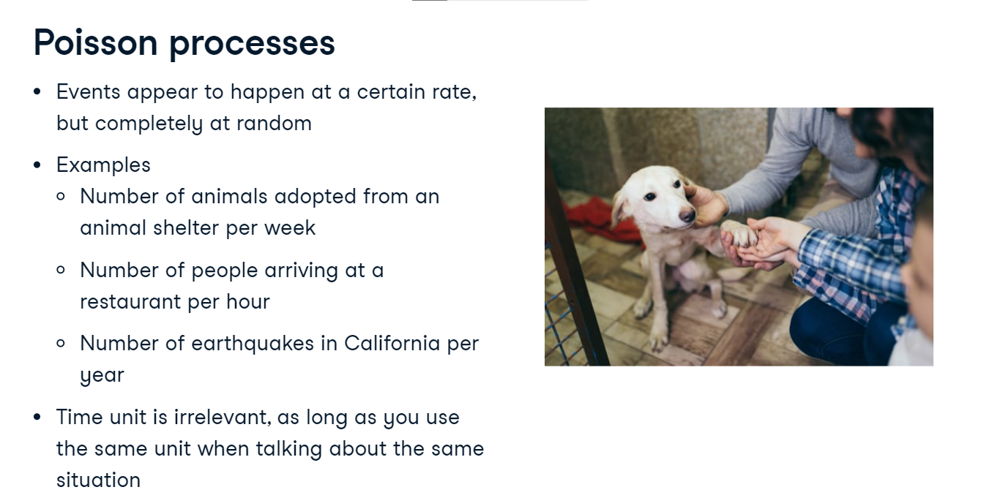 Poisson processes
Events appear to happen at a certain rate,
but completely at random
Examples
Number of animals adopted from an
animal shelter per week
Number of people arriving at a
restaurant per hour
Number of earthquakes in California per
year
Time unit is irrelevant, as long as you use
the same unit when talking about the same
situation